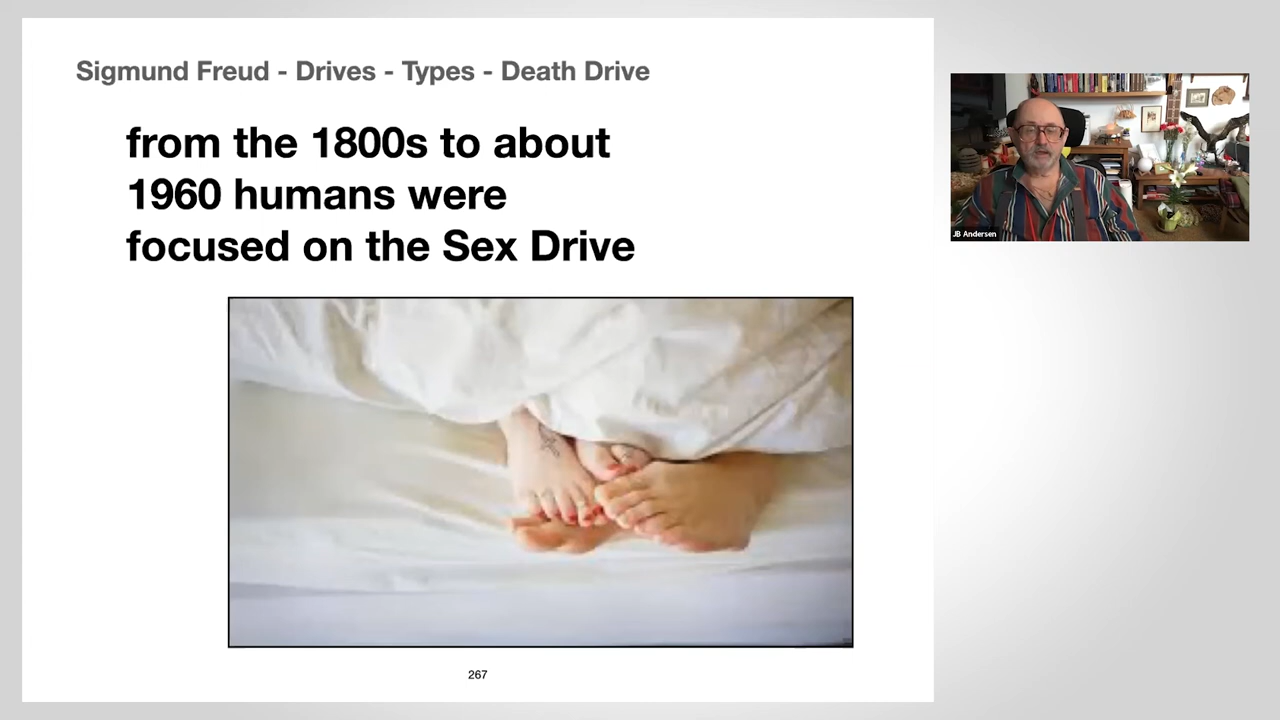 Sigmund Freud - Drives - Types - Death Drive
from the 1800s to about
1960 humans were
focused on the Sex Drive
JB Andersen
267